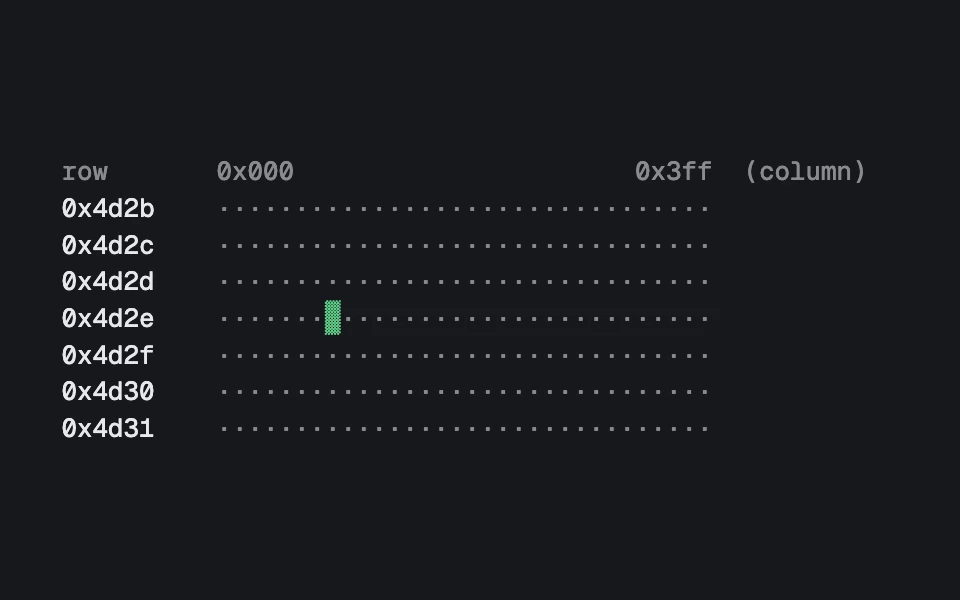 row 0x000 0x3ff (column)
0x4d2b ································
0x4d2c ································
0x4d2d ································
0x4d2e ·······▓························
0x4d2f ································
0x4d30 ································
0x4d31 ································